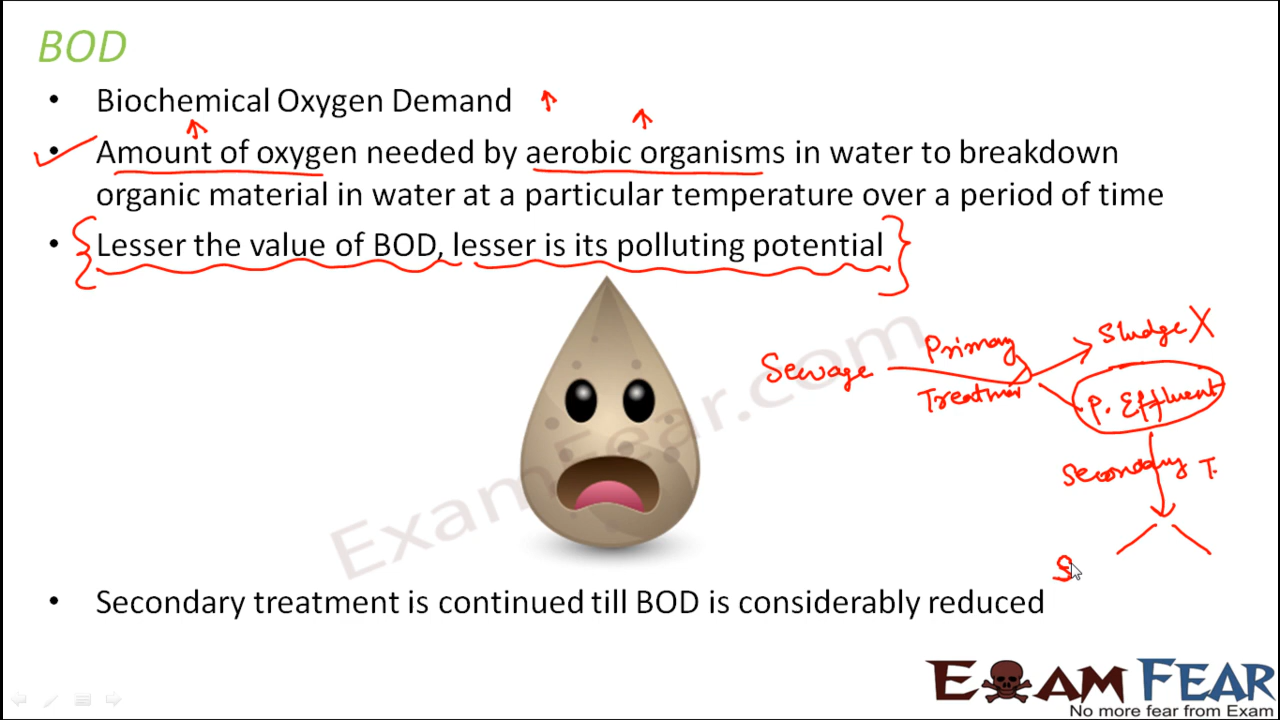 BOD
• Biochemical Oxygen Demand ↑
• Amount of oxygen needed by aerobic organisms in water to breakdown
organic material in water at a particular temperature over a period of time
• Lesser the value of BOD, lesser is its polluting potential
ExamFear.com
Sewage
Primary
Treatmen
Sludge X
P. Effluent
Secondary T.
S
• Secondary treatment is continued till BOD is considerably reduced
EXAM FEAR
No more fear from Exam